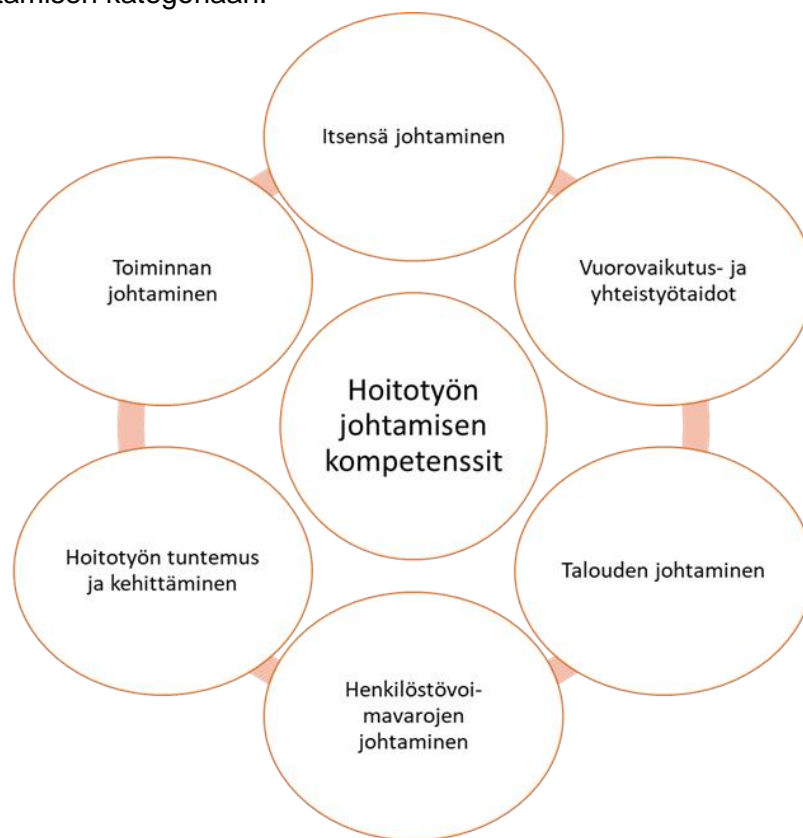 kategoriaan.
Itsensä johtaminen
Toiminnan
johtaminen
Vuorovaikutus- ja
yhteistyötaidot
Hoitotyön
johtamisen
kompetenssit
Hoitotyön tuntemus
ja kehittäminen
Talouden johtaminen
Henkilöstövoi-
mavarojen
johtaminen